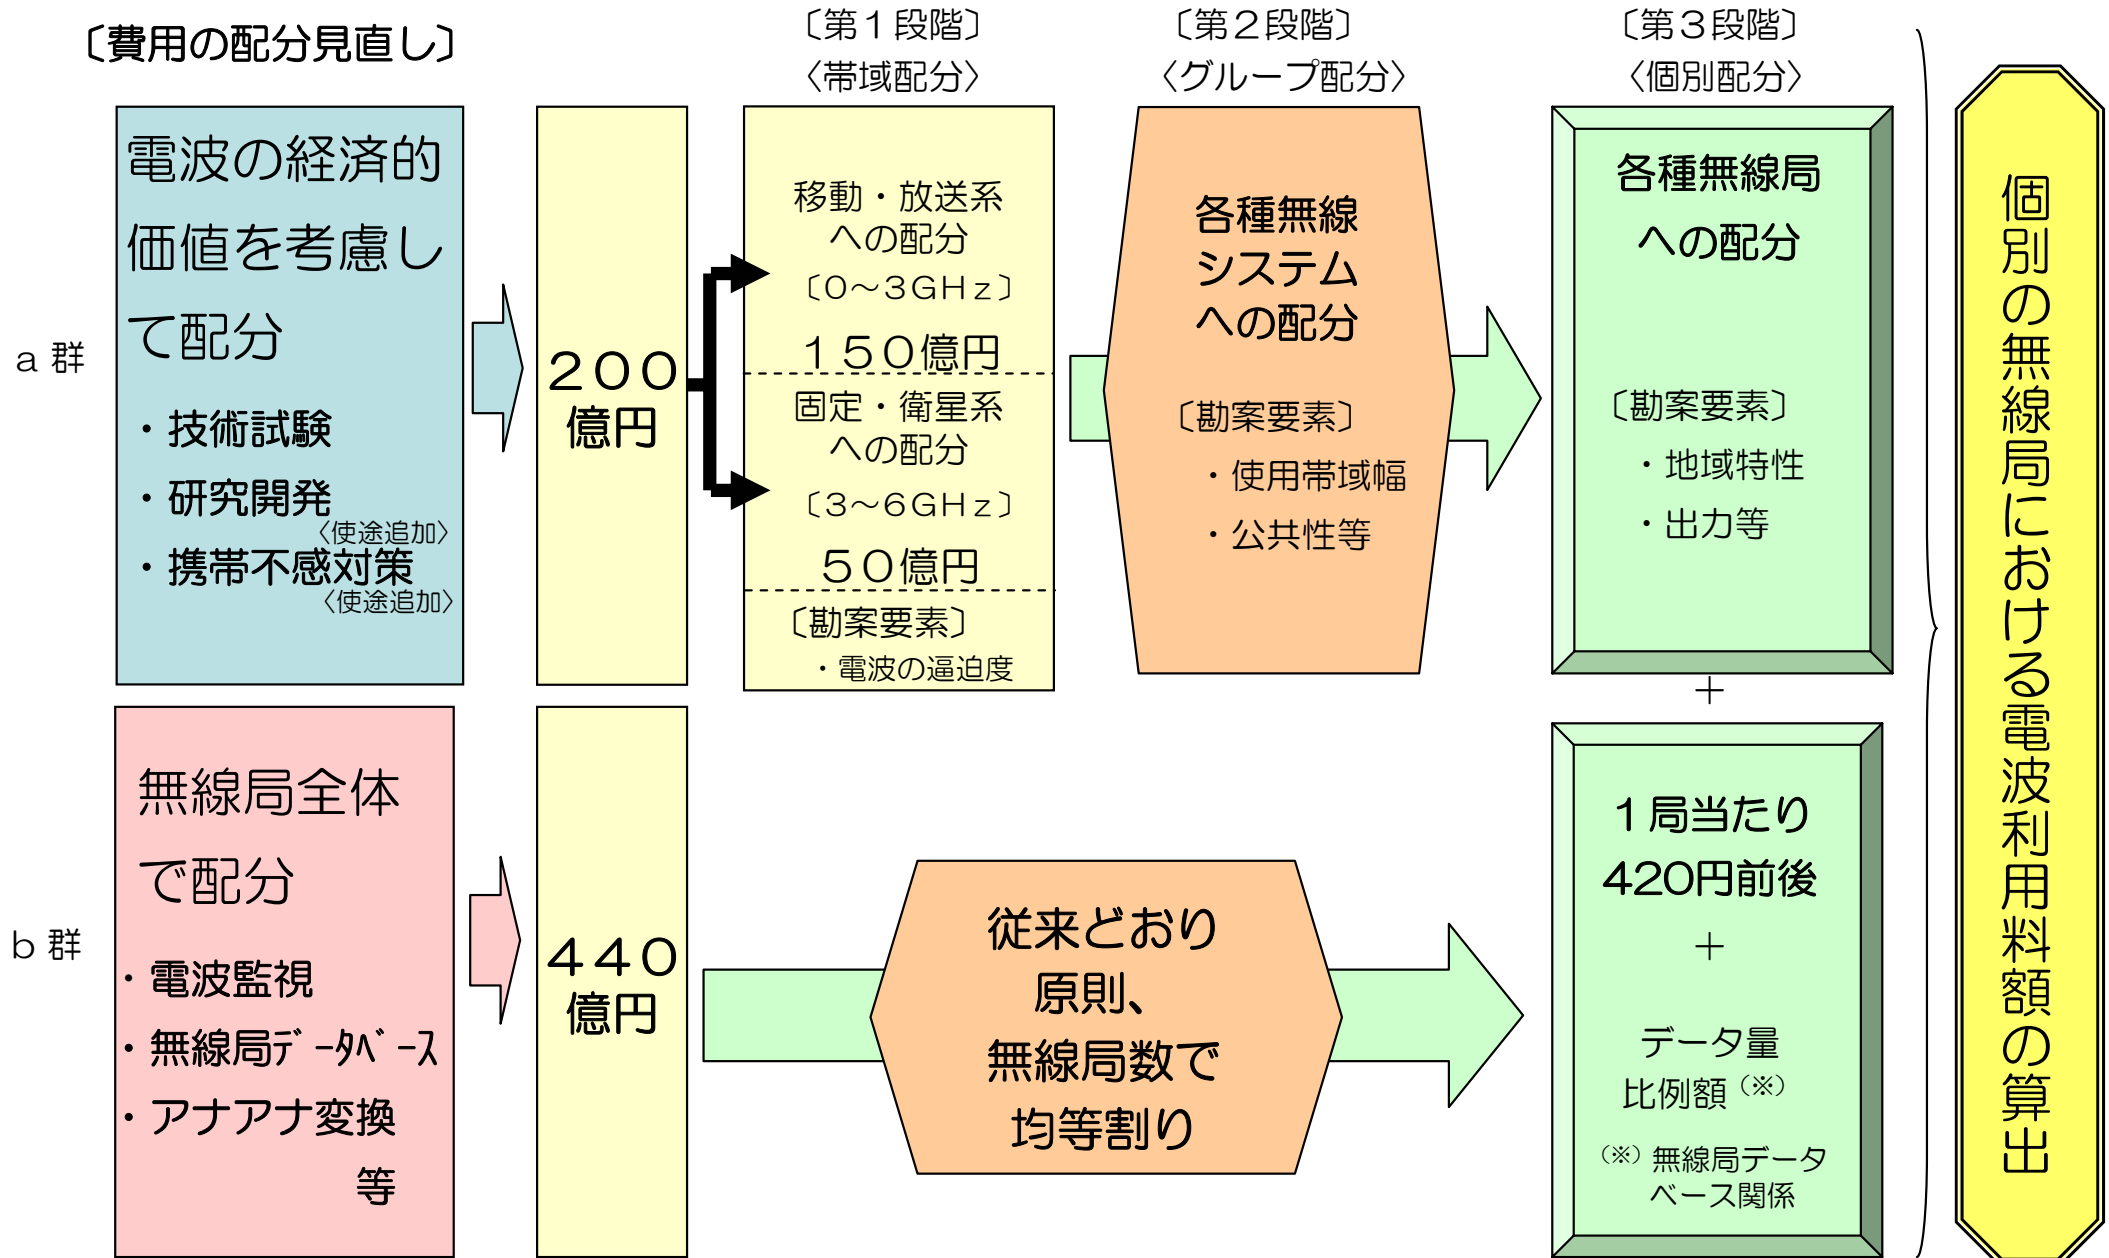 〔費用の配分見直し〕
〔第１段階〕
〈帯域配分〉
〔第２段階〕
〈グループ配分〉
〔第３段階〕
〈個別配分〉
ａ群
電波の経済的
価値を考慮し
て配分
・技術試験
・研究開発
〈使途追加〉
・携帯不感対策
〈使途追加〉
２００
億円
移動・放送系
への配分
〔０～３ＧＨｚ〕
１５０億円
固定・衛星系
への配分
〔３～６ＧＨｚ〕
５０億円
〔勘案要素〕
・電波の逼迫度
各種無線
システム
への配分
〔勘案要素〕
・使用帯域幅
・公共性等
各種無線局
への配分
〔勘案要素〕
・地域特性
・出力等
＋
ｂ群
無線局全体
で配分
・電波監視
・無線局ﾃﾞｰﾀﾍﾞｰｽ
・アナアナ変換
等
４４０
億円
従来どおり
原則、
無線局数で
均等割り
１局当たり
420円前後
＋
データ量
比例額（※）
（※）無線局データ
ベース関係
個別の無線局における電波利用料額の算出